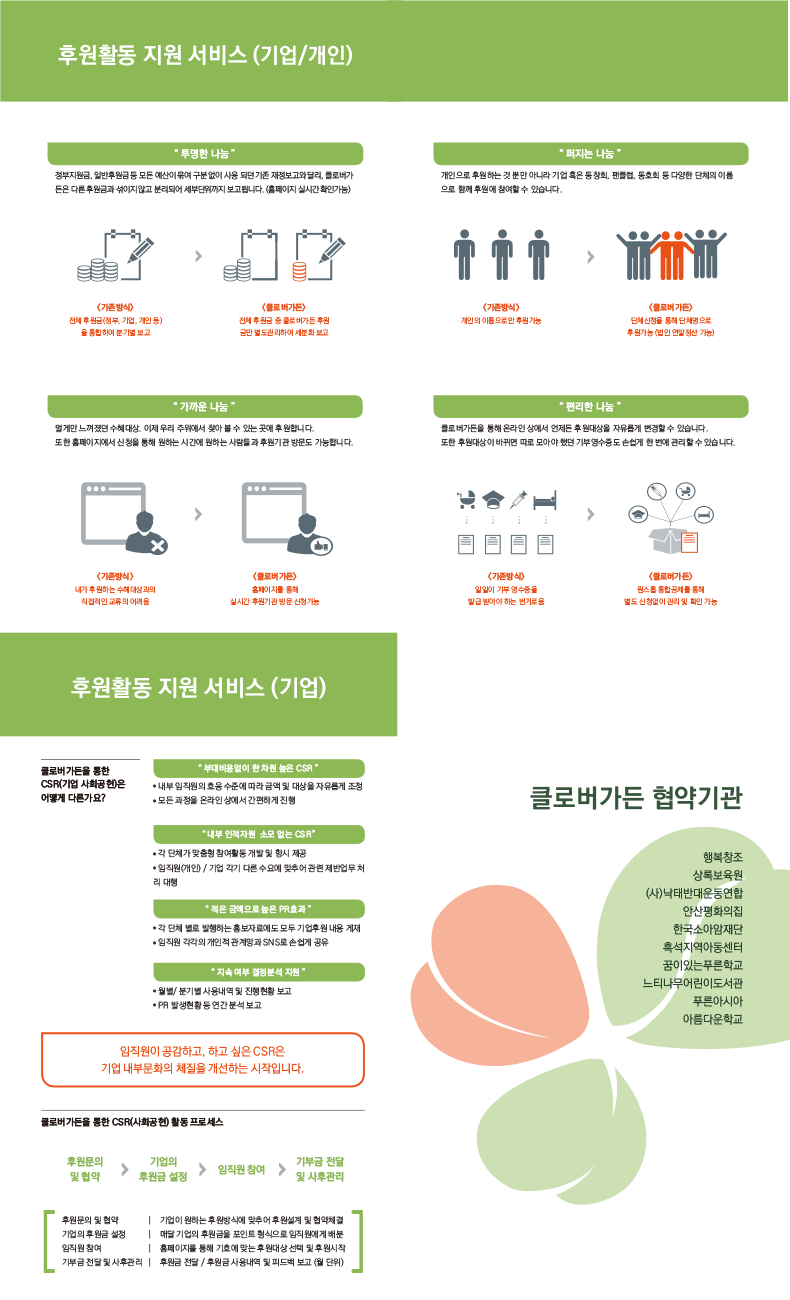 후원활동 지원 서비스 (기업/개인)
“ 투명한 나눔 ”
정부지원금, 일반후원금 등 모든 예산이 묶여 구분 없이 사용 되던 기존 재정보고와 달리, 클로버가
든은 다른 후원금과 섞이지 않고 분리되어 세부단위까지 보고됩니다. (홈페이지 실시간 확인가능)
<기존방식>
전체 후원금(정부, 기업, 개인 등)
을 통합하여 분기별 보고
<클로버가든>
전체 후원금 중 클로버가든 후원
금만 별도관리하여 세분화 보고
“ 퍼지는 나눔 ”
개인으로 후원하는 것 뿐만 아니라 기업 혹은 동창회, 팬클럽, 동호회 등 다양한 단체의 이름
으로 함께 후원에 참여할 수 있습니다.
<기존방식>
개인의 이름으로만 후원가능
<클로버가든>
단체신청을 통해 단체명으로
후원가능 (법인 연말정산 가능)
“ 가까운 나눔 ”
멀게만 느껴졌던 수혜대상. 이제 우리 주위에서 찾아 볼 수 있는 곳에 후원합니다.
또한 홈페이지에서 신청을 통해 원하는 시간에 원하는 사람들과 후원기관 방문도 가능합니다.
<기존방식>
내가 후원하는 수혜대상과의
직접적인 교류의 어려움
<클로버가든>
홈페이지를 통해
실시간 후원기관 방문 신청가능
“ 편리한 나눔 ”
클로버가든을 통해 온라인 상에서 언제든 후원대상을 자유롭게 변경할 수 있습니다.
또한 후원대상이 바뀌면 따로 모아야 했던 기부영수증도 손쉽게 한 번에 관리할 수 있습니다.
<기존방식>
일일이 기부 영수증을
발급 받아야 하는 번거로움
<클로버가든>
원스톱 통합공제를 통해
별도 신청없이 관리 및 확인 가능
후원활동 지원 서비스 (기업)
클로버가든을 통한
CSR(기업 사회공헌)은
어떻게 다른가요?
“ 부대비용없이 한 차원 높은 CSR ”
• 내부 임직원의 호응 수준에 따라 금액 및 대상을 자유롭게 조정
• 모든 과정을 온라인 상에서 간편하게 진행
“ 내부 인적자원 소모 없는 CSR”
• 각 단체가 맞춤형 참여활동 개발 및 항시 제공
• 임직원(개인) / 기업 각기 다른 수요에 맞추어 관련 제반업무 처
리 대행
“ 적은 금액으로 높은 PR효과 ”
• 각 단체 별로 발행하는 홍보자료에도 모두 기업후원 내용 게재
• 임직원 각각의 개인적 관계망과 SNS로 손쉽게 공유
“ 지속 여부 결정분석 지원 ”
• 월별/ 분기별 사용내역 및 진행현황 보고
• PR 발생현황 등 연간 분석 보고
임직원이 공감하고, 하고 싶은 CSR은
기업 내부문화의 체질을 개선하는 시작입니다.
클로버가든을 통한 CSR(사회공헌) 활동 프로세스
후원문의
및 협약
기업의
후원금 설정
임직원 참여
기부금 전달
및 사후관리
후원문의 및 협약 | 기업이 원하는 후원방식에 맞추어 후원설계 및 협약체결
기업의 후원금 설정 | 매달 기업의 후원금을 포인트 형식으로 임직원에게 배분
임직원 참여 | 홈페이지를 통해 기호에 맞는 후원대상 선택 및 후원시작
기부금 전달 및 사후관리 | 후원금 전달 / 후원금 사용내역 및 피드백 보고 (월 단위)
클로버가든 협약기관
행복창조
상록보육원
(사)낙태반대운동연합
안산평화의집
한국소아암재단
흑석지역아동센터
꿈이있는푸른학교
느티나무어린이도서관
푸른아시아
아름다운학교